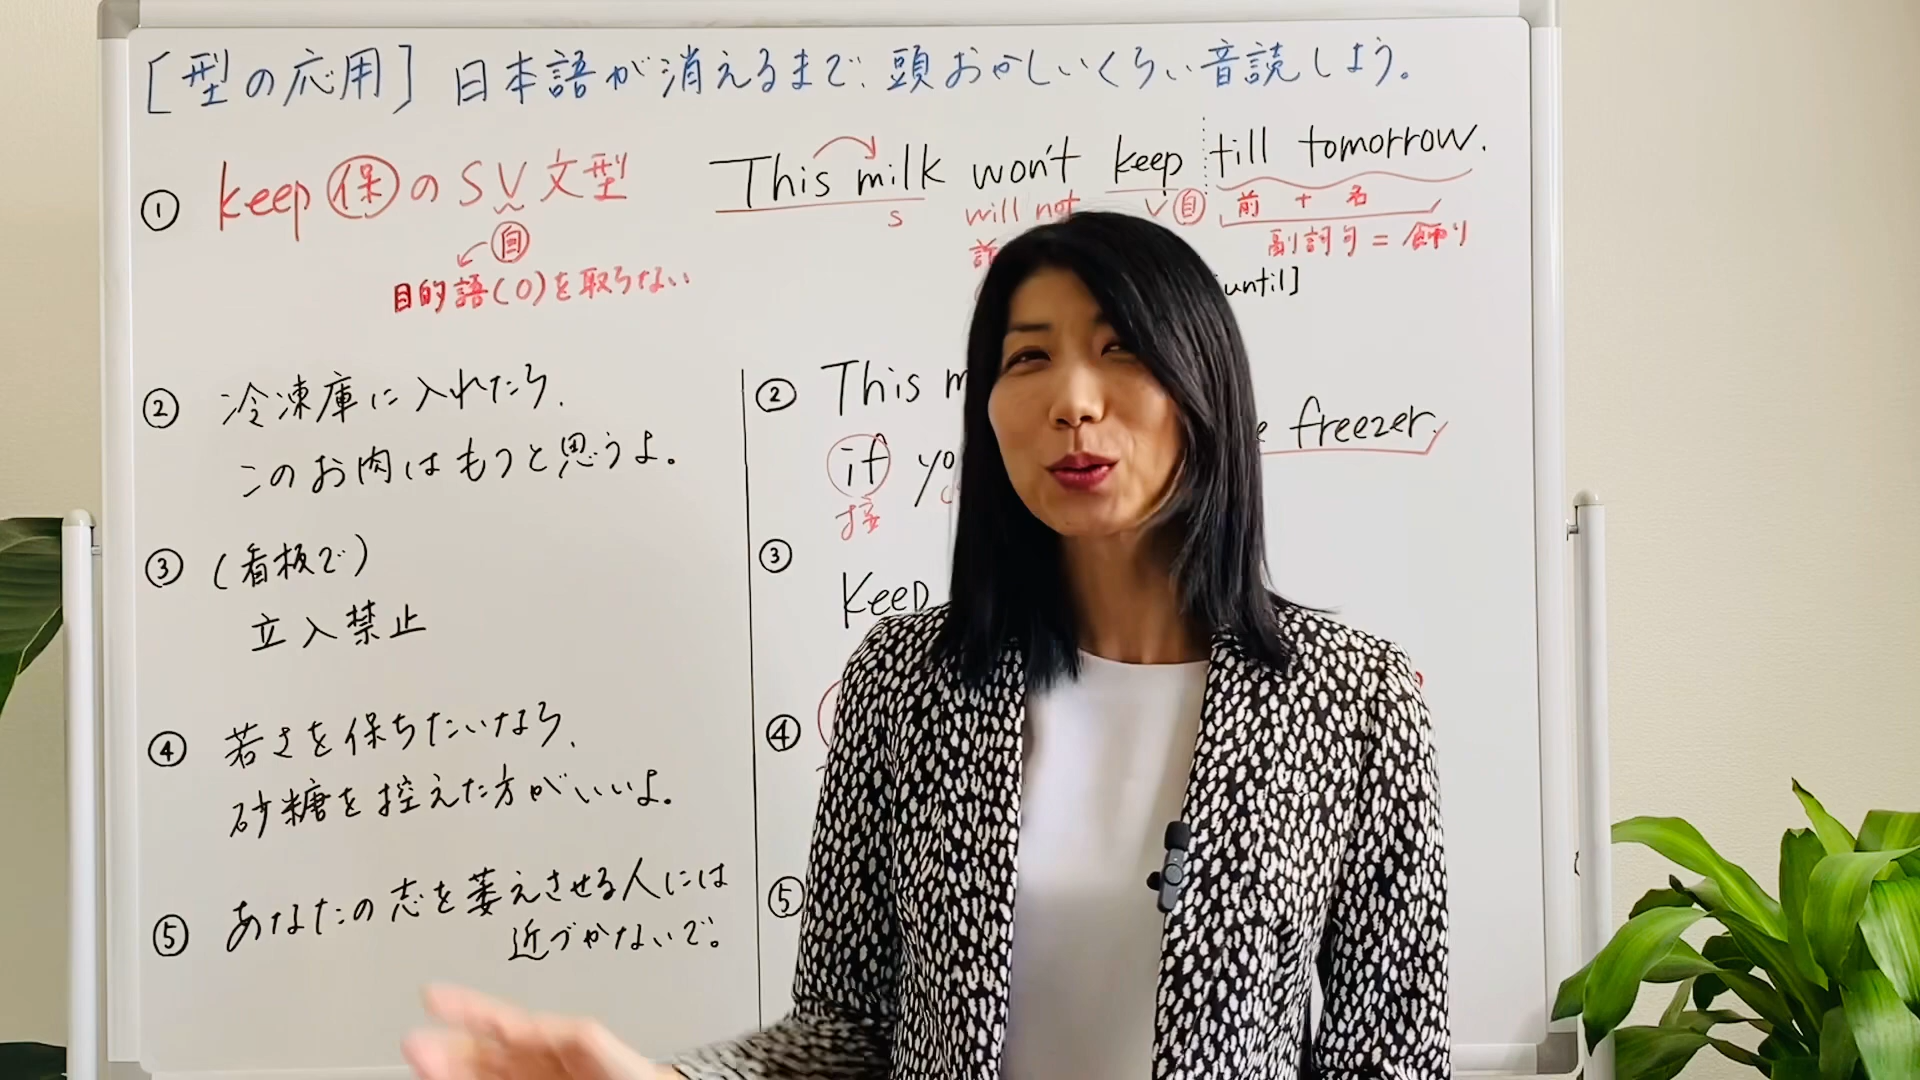 [型の応用] 日本語が消えるまで、頭おかしいくらい音読しよう。
① keep 保 の SV文型
自
目的語(O)を取らない
This milk won't keep till tomorrow.
S will not V 自 前 + 名
副詞句 = 飾り
until]
② 冷凍庫に入れたら、
このお肉はもつと思うよ。
③ (看板で)
立入禁止
④ 若さを保ちたいなら、
砂糖を控えた方がいいよ。
⑤ あなたの志を萎えさせる人には
近づかないで。
② This
if freezer.
接
③
Keep
④
⑤